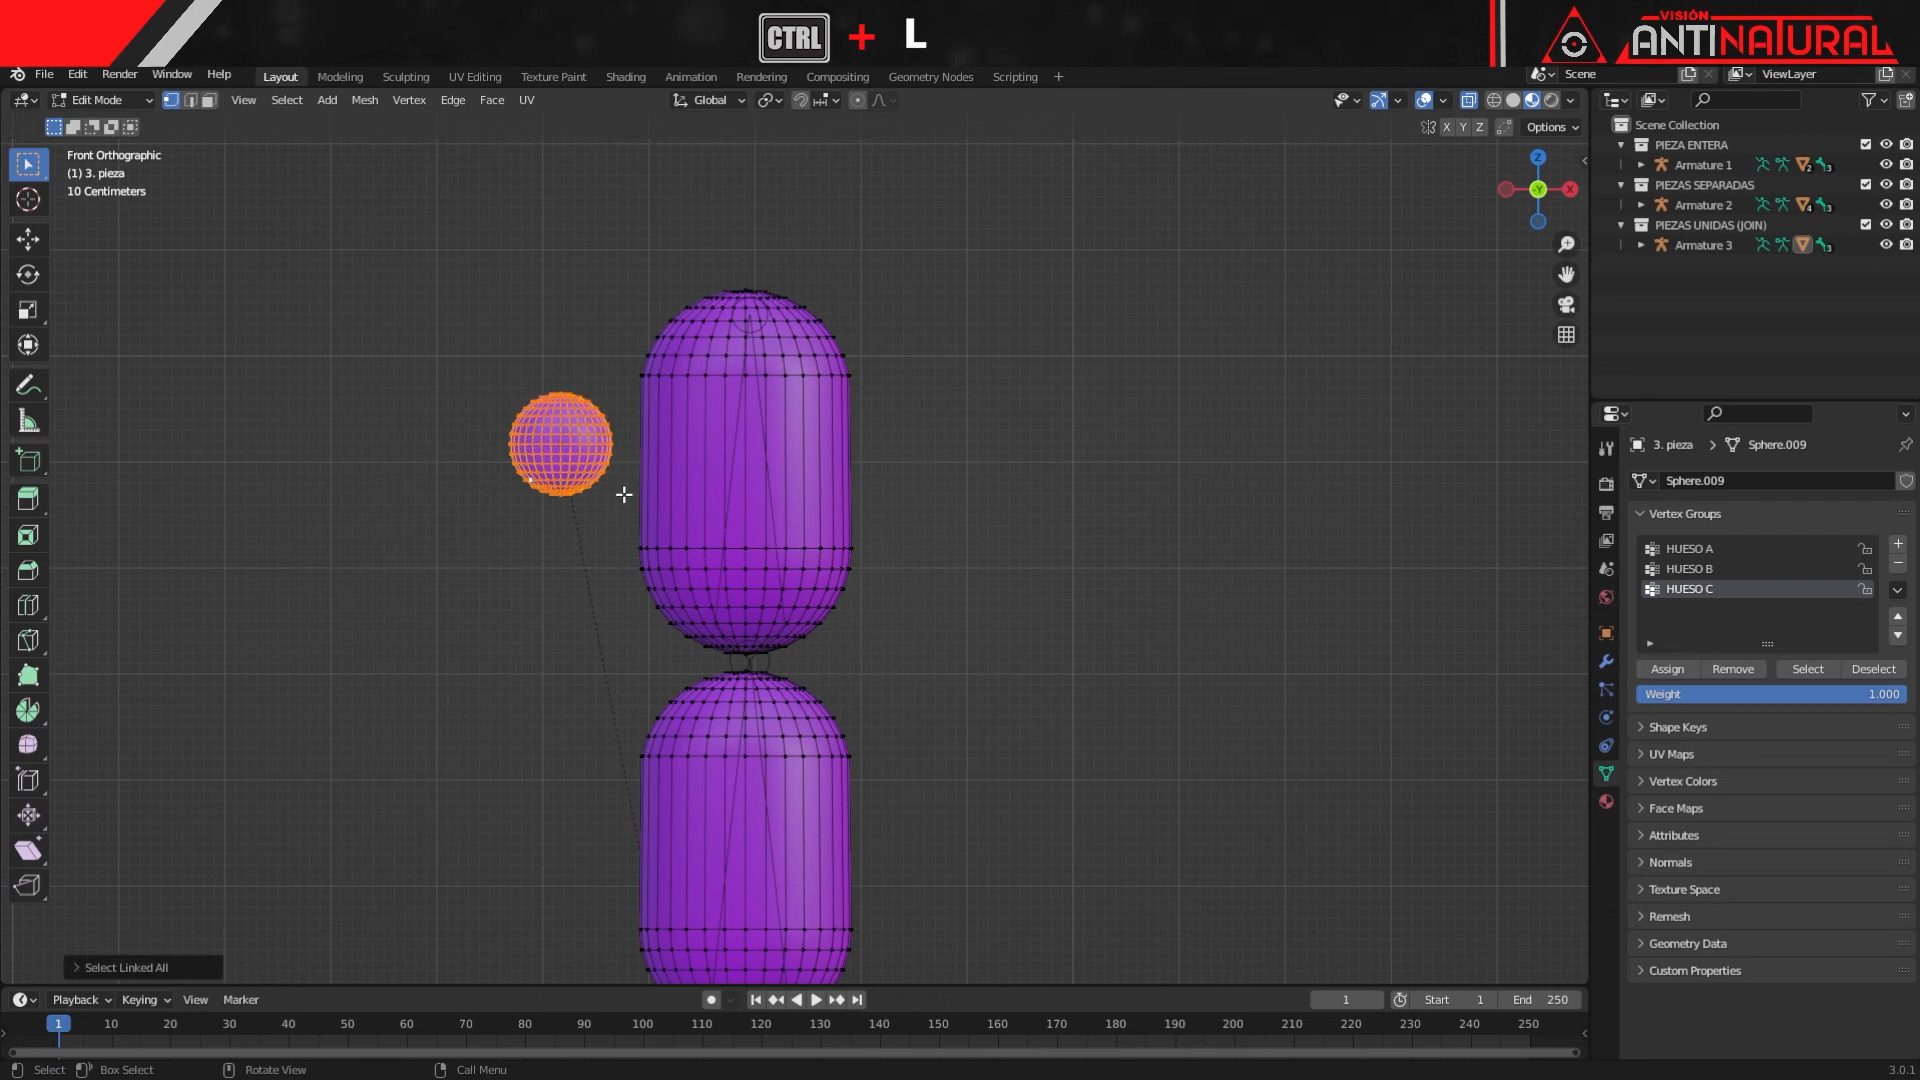 CTRL + L
VISIÓN
ANTINATURAL
File Edit Render Window Help Layout Modeling Sculpting UV Editing Texture Paint Shading Animation Rendering Compositing Geometry Nodes Scripting + Scene ViewLayer
Edit Mode View Select Add Mesh Vertex Edge Face UV Global
X Y Z Options
Front Orthographic
(1) 3. pieza
10 Centimeters
Z
Y
X
Select Linked All
Scene Collection
PIEZA ENTERA
Armature 1 2 3
PIEZAS SEPARADAS
Armature 2 4 3
PIEZAS UNIDAS (JOIN)
Armature 3 3
3. pieza > Sphere.009
Sphere.009
Vertex Groups
HUESO A
HUESO B
HUESO C
Assign Remove Select Deselect
Weight 1.000
Shape Keys
UV Maps
Vertex Colors
Face Maps
Attributes
Normals
Texture Space
Remesh
Geometry Data
Custom Properties
Playback Keying View Marker 1 Start 1 End 250
1 10 20 30 40 50 60 70 80 90 100 110 120 130 140 150 160 170 180 190 200 210 220 230 240 250
Select Box Select Rotate View Call Menu 3.0.1